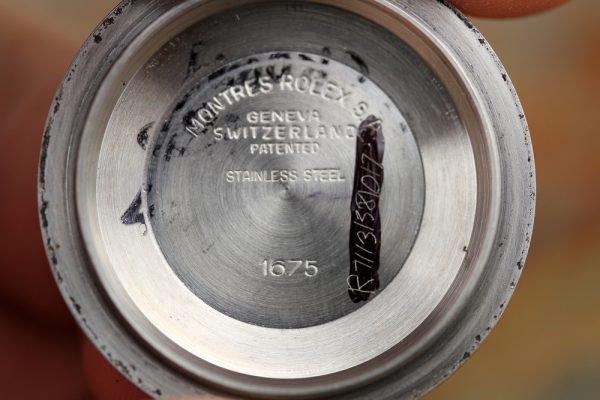 MONTRES ROLEX S.A
GENEVA
SWITZERLAND
PATENTED
STAINLESS STEEL
1675